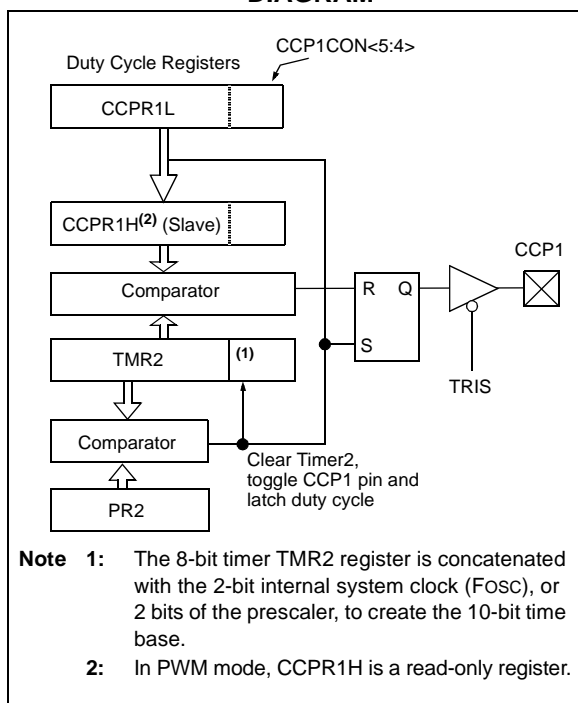 DIAGRAM
CCP1CON<5:4>
Duty Cycle Registers
CCPR1L
CCPR1H(2) (Slave)
CCP1
Comparator
R Q
TMR2 (1)
S
TRIS
Comparator
Clear Timer2,
toggle CCP1 pin and
latch duty cycle
PR2
Note 1: The 8-bit timer TMR2 register is concatenated
with the 2-bit internal system clock (FOSC), or
2 bits of the prescaler, to create the 10-bit time
base.
2: In PWM mode, CCPR1H is a read-only register.